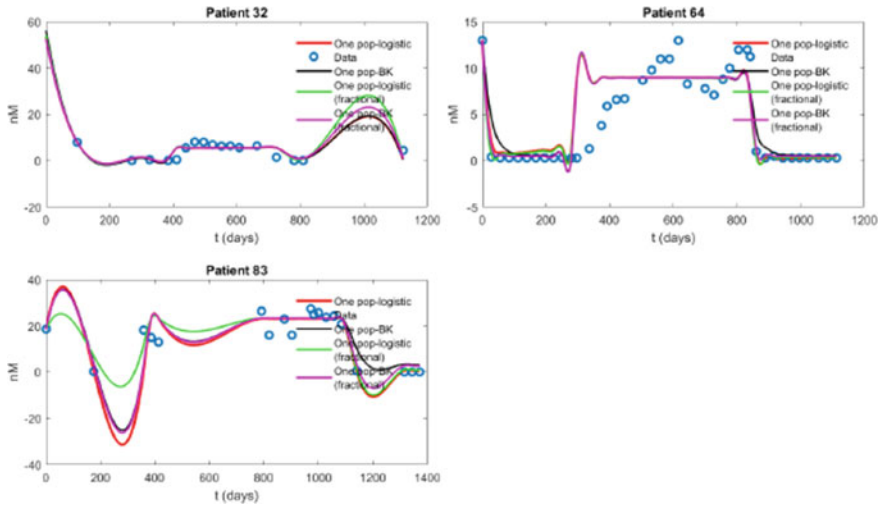 Patient 32
60
40
20
0
-20
nM
0 200 400 600 800 1000 1200
t (days)
One pop-logistic
Data
One pop-BK
One pop-logistic
(fractional)
One pop-BK
(fractional)
Patient 64
15
10
5
0
-5
nM
0 200 400 600 800 1000 1200
t (days)
One pop-logistic
Data
One pop-BK
One pop-logistic
(fractional)
One pop-BK
(fractional)
Patient 83
40
20
0
-20
-40
nM
0 200 400 600 800 1000 1200 1400
t (days)
One pop-logistic
Data
One pop-BK
One pop-logistic
(fractional)
One pop-BK
(fractional)